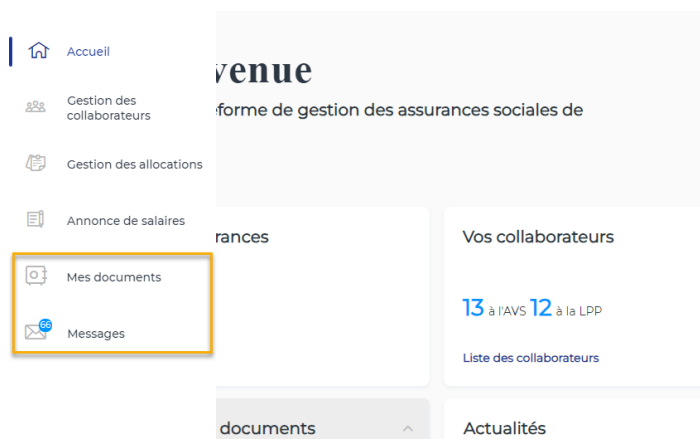 Accueil
Gestion des
collaborateurs
Gestion des allocations
Annonce de salaires
Mes documents
66
Messages
venue
forme de gestion des assurances sociales de
rances
Vos collaborateurs
13 à l'AVS 12 à la LPP
Liste des collaborateurs
documents
Actualités